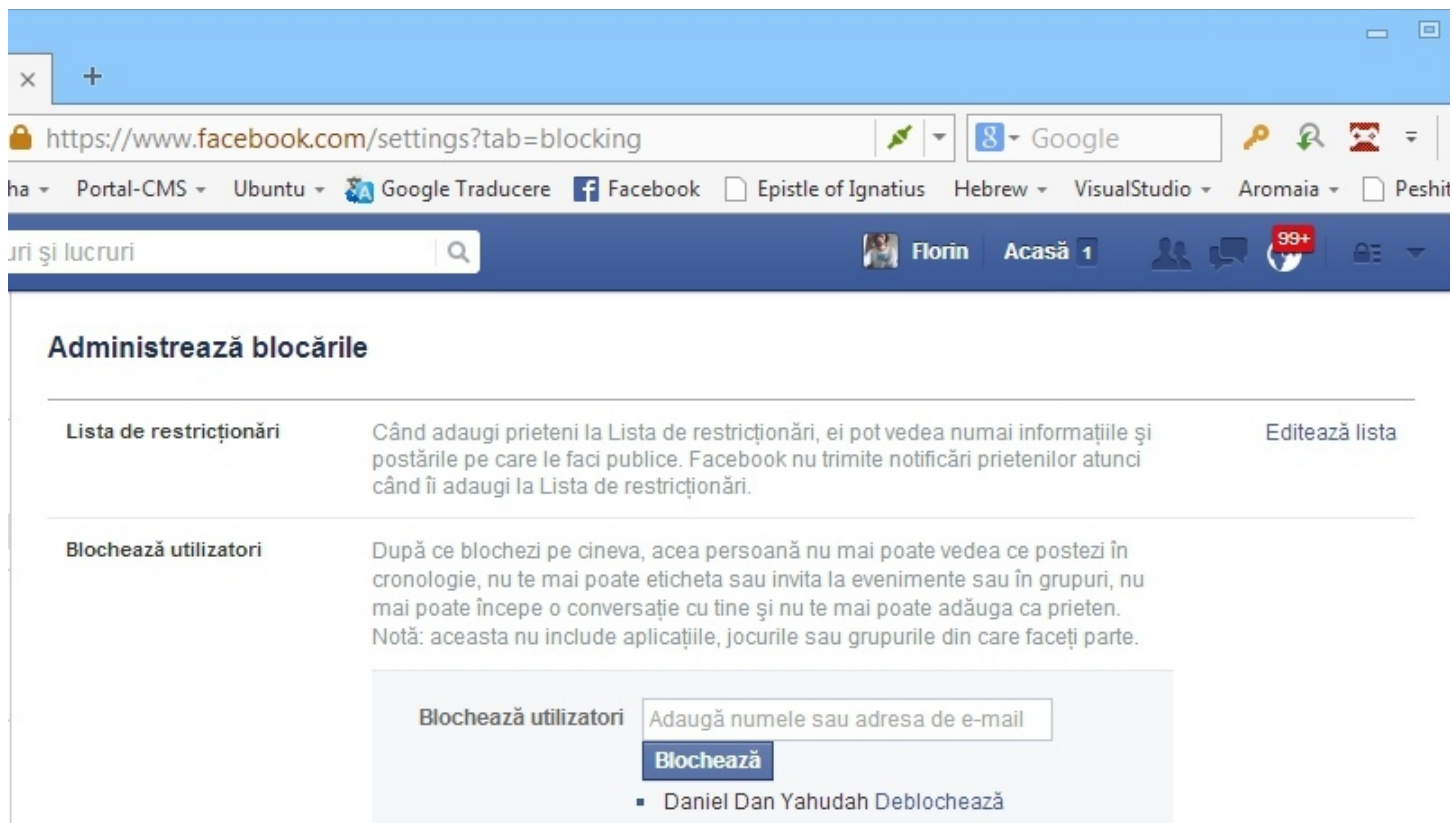 https://www.facebook.com/settings?tab=blocking
Google
ha Portal-CMS Ubuntu Google Traducere Facebook Epistle of Ignatius Hebrew VisualStudio Aromaia Peshit
uri şi lucruri
Florin Acasă 1 99+
Administrează blocările
Lista de restricționări
Când adaugi prieteni la Lista de restricționări, ei pot vedea numai informațiile şi
postările pe care le faci publice. Facebook nu trimite notificări prietenilor atunci
când îi adaugi la Lista de restricționări.
Editează lista
Blochează utilizatori
După ce blochezi pe cineva, acea persoană nu mai poate vedea ce postezi în
cronologie, nu te mai poate eticheta sau invita la evenimente sau în grupuri, nu
mai poate începe o conversație cu tine şi nu te mai poate adăuga ca prieten.
Notă: aceasta nu include aplicațiile, jocurile sau grupurile din care faceți parte.
Blochează utilizatori
Adaugă numele sau adresa de e-mail
Blochează
Daniel Dan Yahudah Deblochează